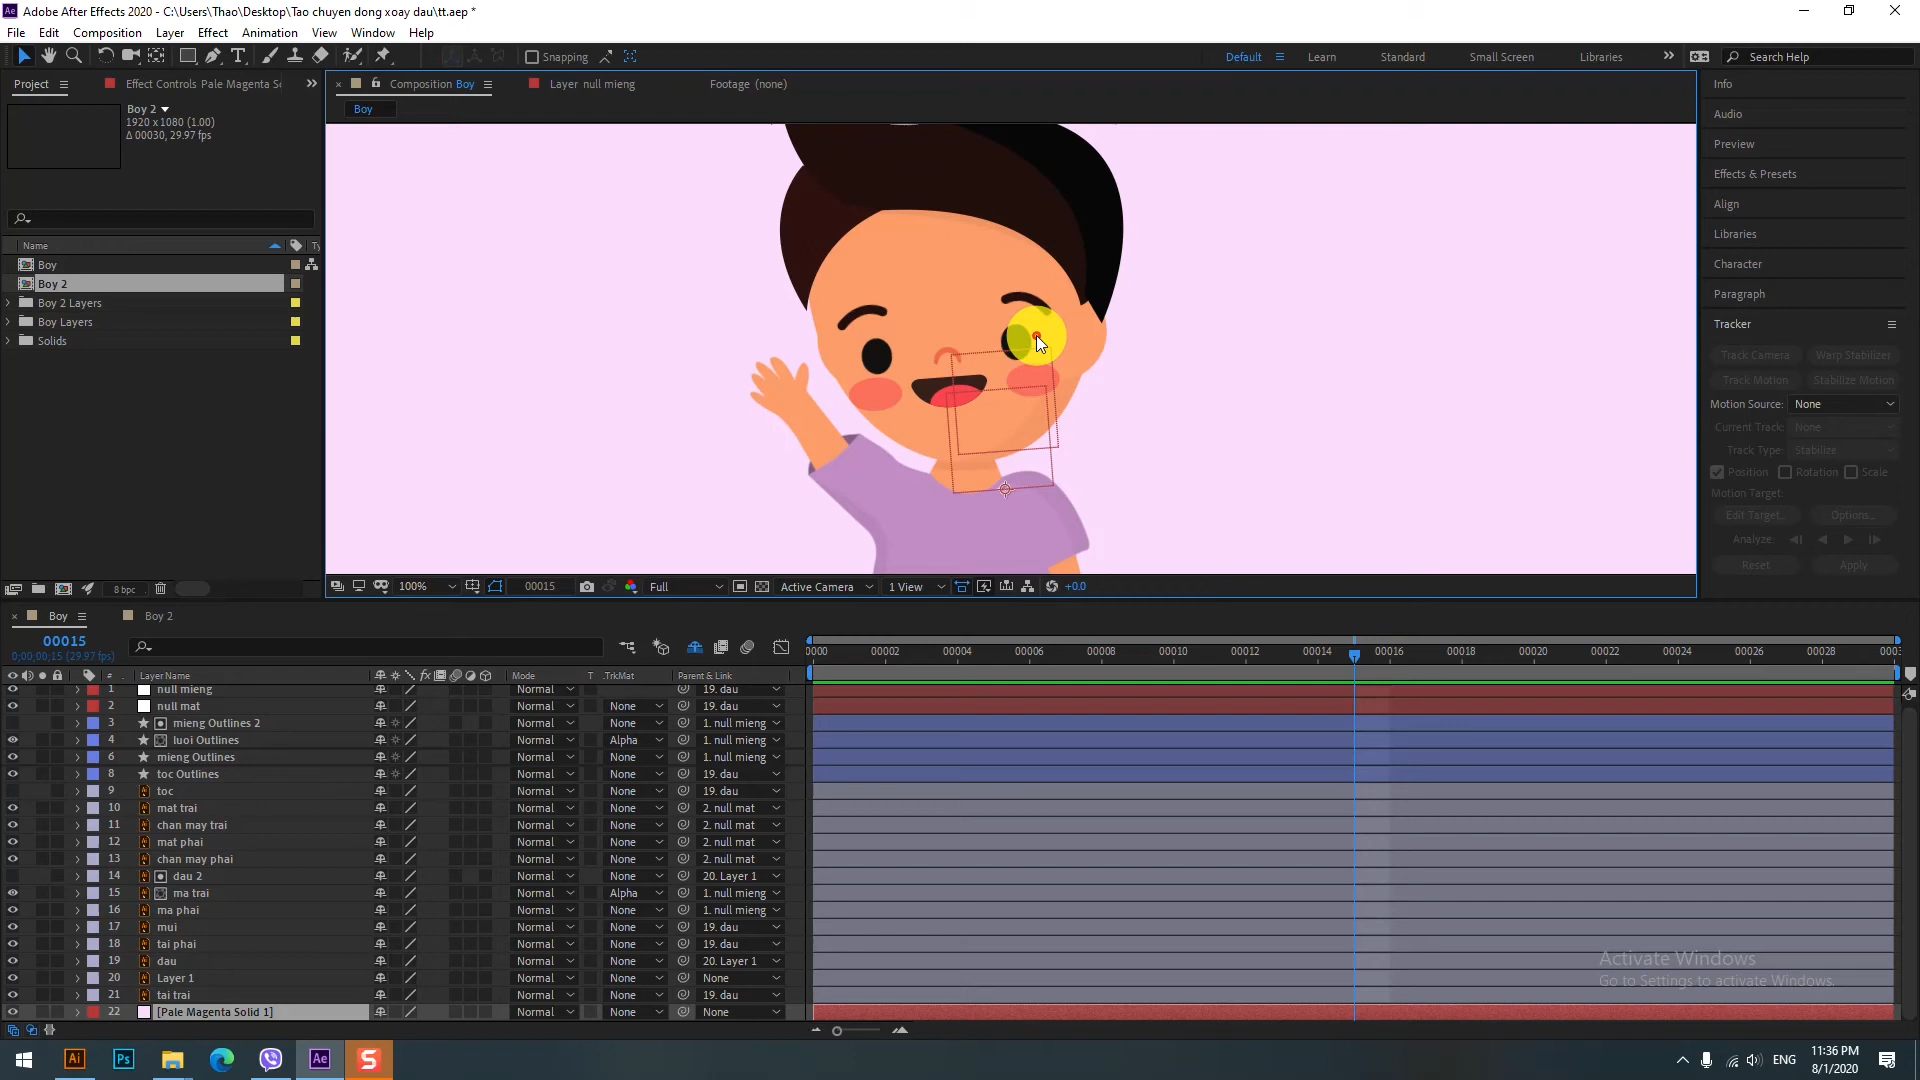 Adobe After Effects 2020 - C:\Users\Thao\Desktop\Tao chuyen dong xoay dau\tt.aep *
File Edit Composition Layer Effect Animation View Window Help
Snapping Default Learn Standard Small Screen Libraries Search Help
Project Effect Controls Pale Magenta So Composition Boy Layer null mieng Footage (none) Info
Boy 2
Boy
1920 x 1080 (1.00)
Δ 00030, 29.97 fps
Audio
Preview
Effects & Presets
Align
Libraries
Character
Paragraph
Tracker
Name Ty
Boy
Boy 2
Boy 2 Layers
Boy Layers
Solids
Track Camera Warp Stabilizer
Track Motion Stabilize Motion
Motion Source: None
Current Track: None
Track Type: Stabilize
Position Rotation Scale
Motion Target:
Edit Target... Options...
Analyze:
Reset Apply
8 bpc 100% 00015 Full Active Camera 1 View +0.0
Boy Boy 2
00015
0;00;00;15 (29.97 fps)
0000 00002 00004 00006 00008 00010 00012 00014 00016 00018 00020 00022 00024 00026 00028 0003
# Layer Name Mode T .TrkMat Parent & Link
1 null mieng Normal 19. dau
2 null mat Normal None 19. dau
3 mieng Outlines 2 Normal None 1. null mieng
4 luoi Outlines Normal Alpha 1. null mieng
6 mieng Outlines Normal None 1. null mieng
8 toc Outlines Normal None 19. dau
9 toc Normal None 19. dau
10 mat trai Normal None 2. null mat
11 chan may trai Normal None 2. null mat
12 mat phai Normal None 2. null mat
13 chan may phai Normal None 2. null mat
14 dau 2 Normal None 20. Layer 1
15 ma trai Normal Alpha 1. null mieng
16 ma phai Normal None 1. null mieng
17 mui Normal None 19. dau
18 tai phai Normal None 19. dau
19 dau Normal None 20. Layer 1
20 Layer 1 Normal None None
21 tai trai Normal None 19. dau
22 [Pale Magenta Solid 1] Normal None None
Activate Windows
Go to Settings to activate Windows.
Ai Ps Ae S ENG 11:36 PM
8/1/2020